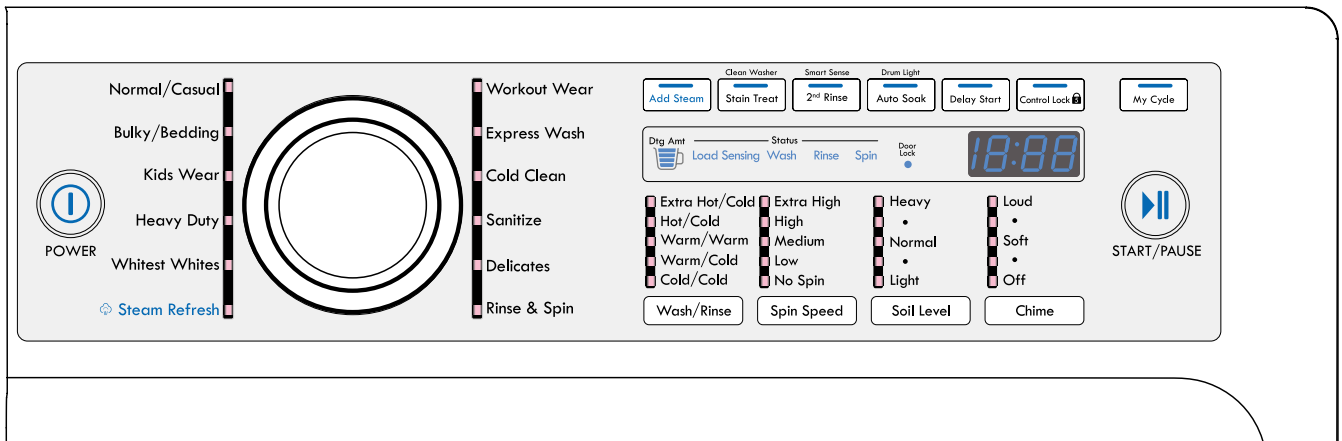 POWER
Normal/Casual
Bulky/Bedding
Kids Wear
Heavy Duty
Whitest Whites
Steam Refresh
Workout Wear
Express Wash
Cold Clean
Sanitize
Delicates
Rinse & Spin
Clean Washer
Smart Sense
Drum Light
Add Steam
Stain Treat
2nd Rinse
Auto Soak
Delay Start
Control Lock
My Cycle
Dtg Amt
Status
Load Sensing Wash Rinse Spin
Door
Lock
18:88
Extra Hot/Cold
Hot/Cold
Warm/Warm
Warm/Cold
Cold/Cold
Wash/Rinse
Extra High
High
Medium
Low
No Spin
Spin Speed
Heavy
•
Normal
•
Light
Soil Level
Loud
•
Soft
•
Off
Chime
START/PAUSE